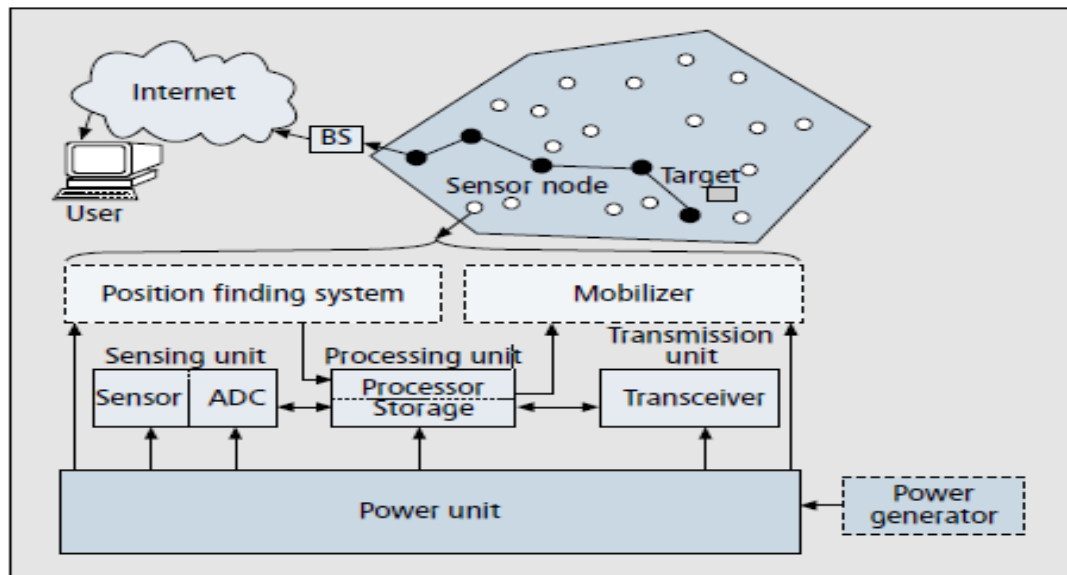 Internet
BS
Target
Sensor node
User
Position finding system
Mobilizer
Transmission
unit
Sensing unit
Processing unit
Sensor
ADC
Processor
Storage
Transceiver
Power unit
Power
generator